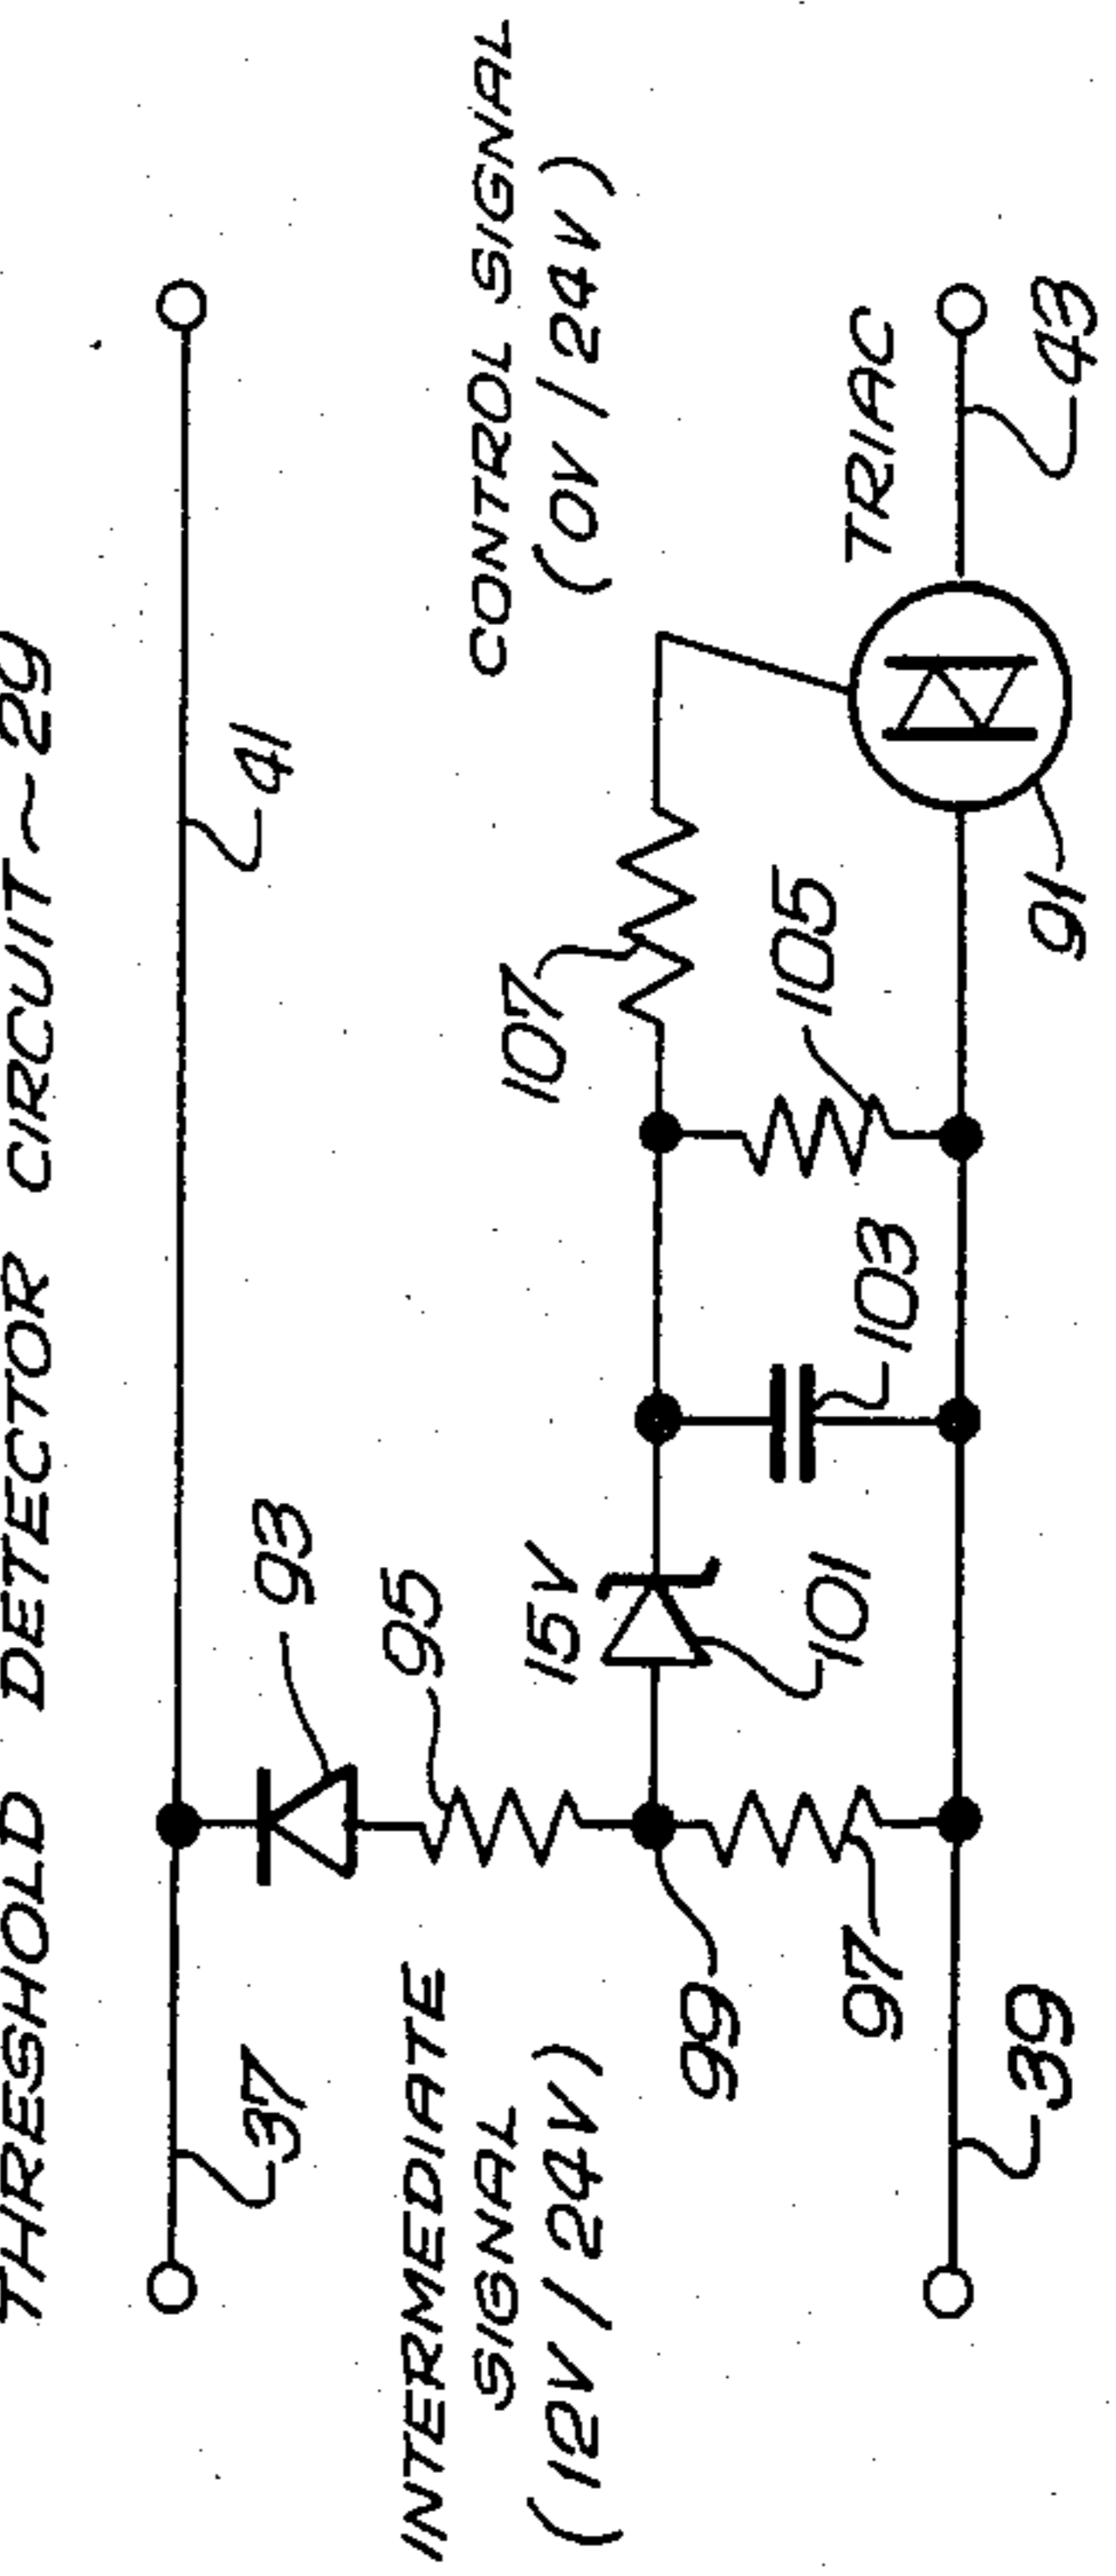 THRESHOLD DETECTOR CIRCUIT~29
37
41
93
95
INTERMEDIATE
SIGNAL
(12V/24V)
CONTROL SIGNAL
(0V/24V)
15V
107
99
101
103
105
97
TRIAC
39
91
43